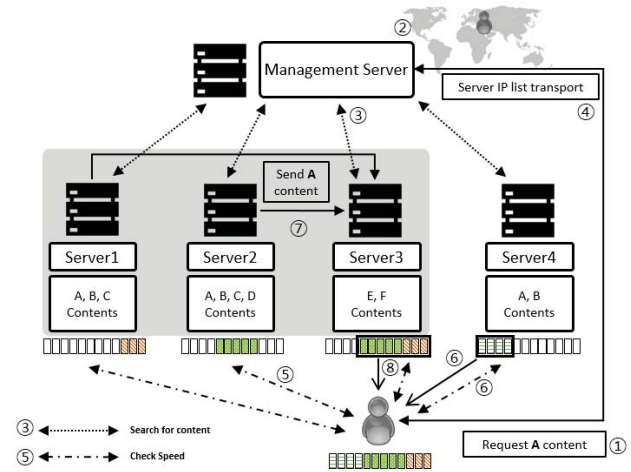 ②
Management Server
Server IP list transport
③
④
Send A
content
⑦
Server1
Server2
Server3
Server4
A, B, C
Contents
A, B, C, D
Contents
E, F
Contents
A, B
Contents
⑤
⑧
⑥
⑥
③
Search for content
⑤
Check Speed
Request A content
①